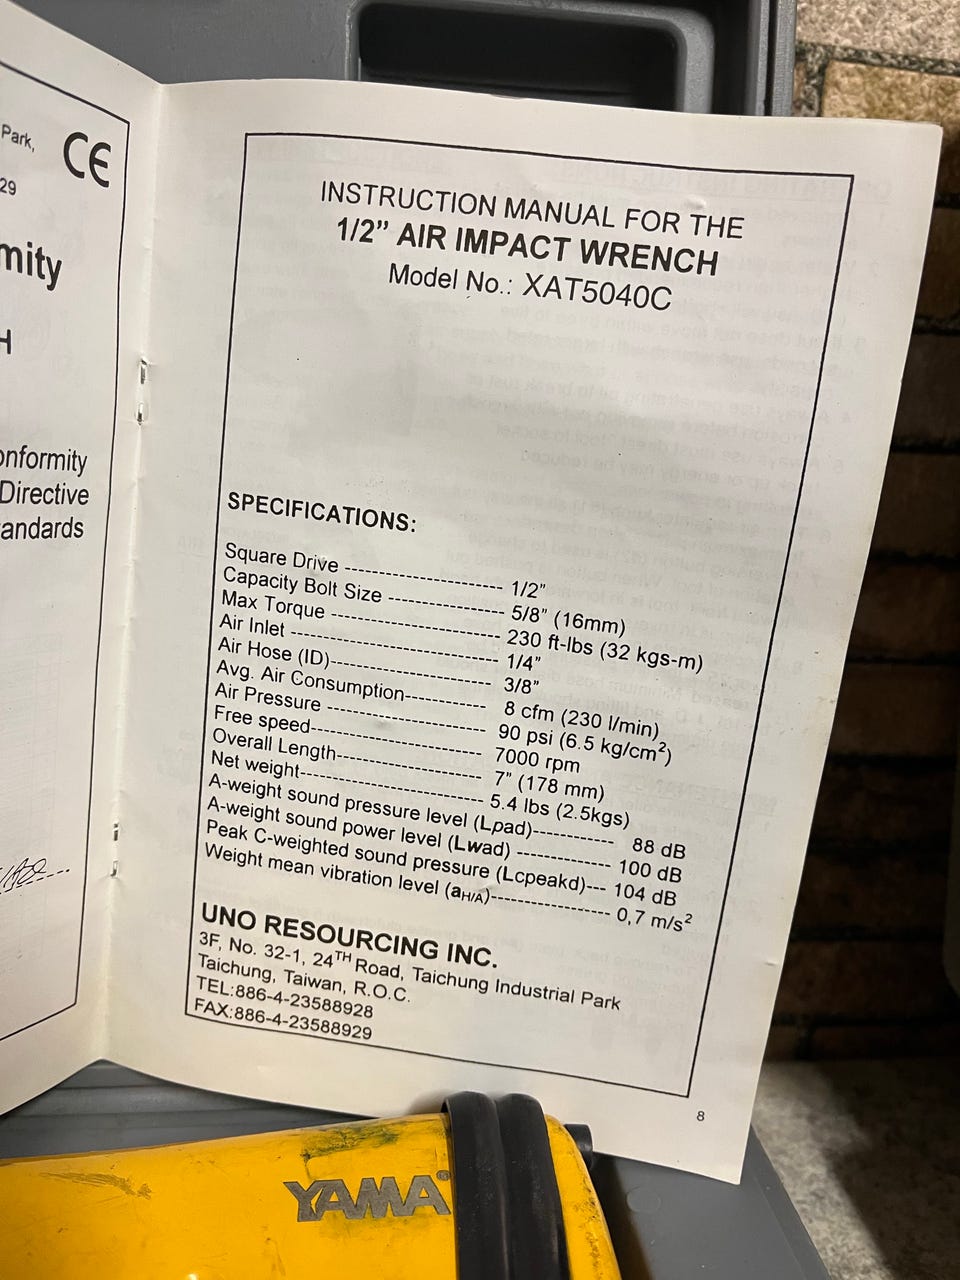 Park,
CE
29
mity
H
onformity
Directive
andards
INSTRUCTION MANUAL FOR THE
1/2” AIR IMPACT WRENCH
Model No.: XAT5040C
SPECIFICATIONS:
Square Drive ----------------------- 1/2”
Capacity Bolt Size ----------------- 5/8” (16mm)
Max Torque ------------------------- 230 ft-lbs (32 kgs-m)
Air Inlet ------------------------------ 1/4”
Air Hose (ID)----------------------- 3/8”
Avg. Air Consumption----------- 8 cfm (230 l/min)
Air Pressure ----------------------- 90 psi (6.5 kg/cm²)
Free speed------------------------- 7000 rpm
Overall Length--------------------- 7” (178 mm)
Net weight-------------------------- 5.4 lbs (2.5kgs)
A-weight sound pressure level (Lpad)----------- 88 dB
A-weight sound power level (Lwad) ------------- 100 dB
Peak C-weighted sound pressure (Lcpeakd)--- 104 dB
Weight mean vibration level (aH/A)---------------- 0,7 m/s²
UNO RESOURCING INC.
3F, No. 32-1, 24TH Road, Taichung Industrial Park
Taichung, Taiwan, R.O.C.
TEL:886-4-23588928
FAX:886-4-23588929
8
YAMA®